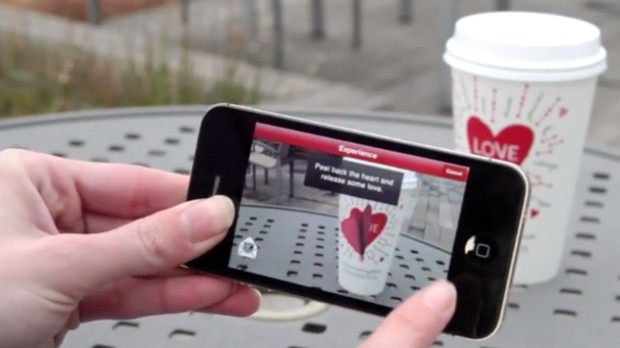 Experience
Cancel
Peel back the heart and
release some love.
LOVE